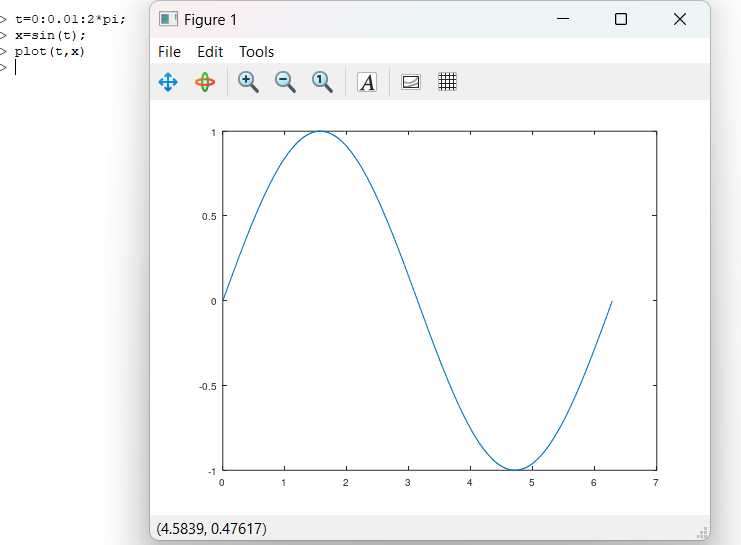 > t=0:0.01:2*pi;
> x=sin(t);
> plot(t,x)
>
Figure 1
File Edit Tools
1 A
1
0.5
0
-0.5
-1
0 1 2 3 4 5 6 7
(4.5839, 0.47617)